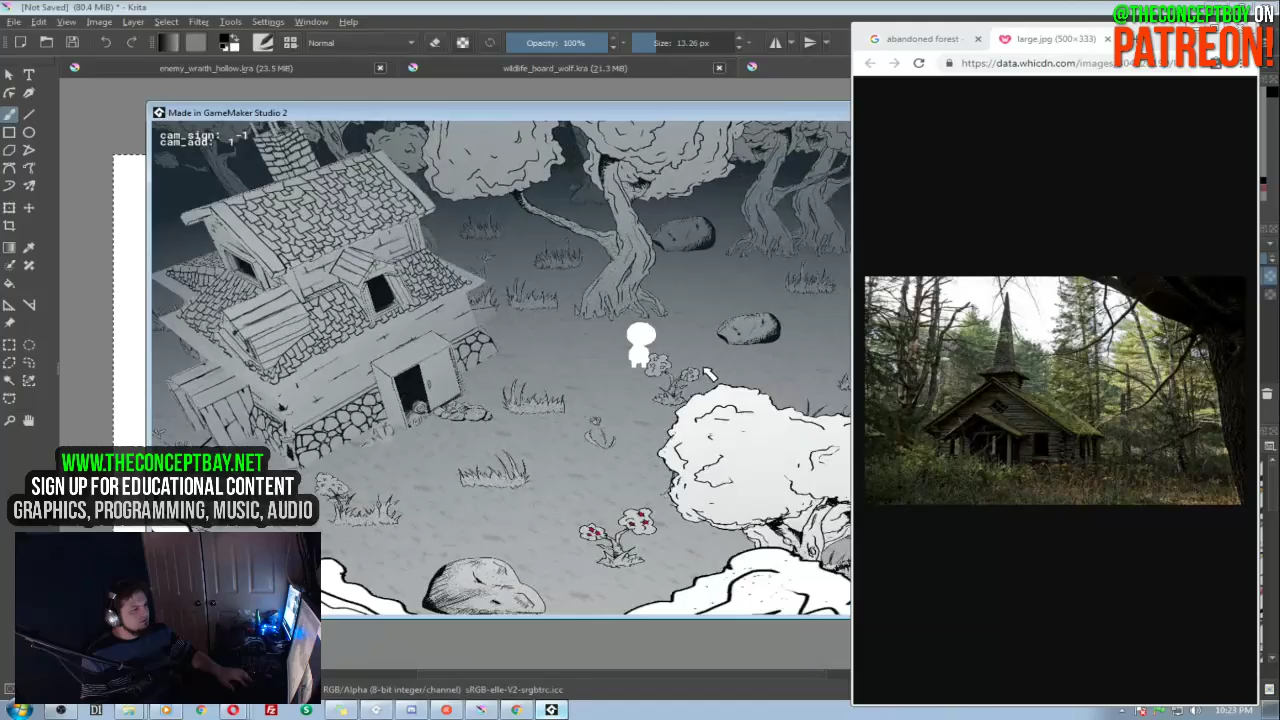 [Not Saved] (80.4 MiB) * - Krita
File Edit View Image Layer Select Filter Tools Settings Window Help
Normal Opacity: 100% Size: 13.26 px
enemy_wraith_hollow.kra (23.5 MiB) wildlife_board_wolf.kra (21.3 MiB)
Made in GameMaker Studio 2
cam_sign: -1
cam_add: 1
@THECONCEPTBOY ON
PATREON!
abandoned forest large.jpg (500×333)
https://data.whicdn.com/images
WWW.THECONCEPTBAY.NET
SIGN UP FOR EDUCATIONAL CONTENT
GRAPHICS, PROGRAMMING, MUSIC, AUDIO
RGB/Alpha (8-bit integer/channel) sRGB-elle-V2-srgbtrc.icc
10:23 PM